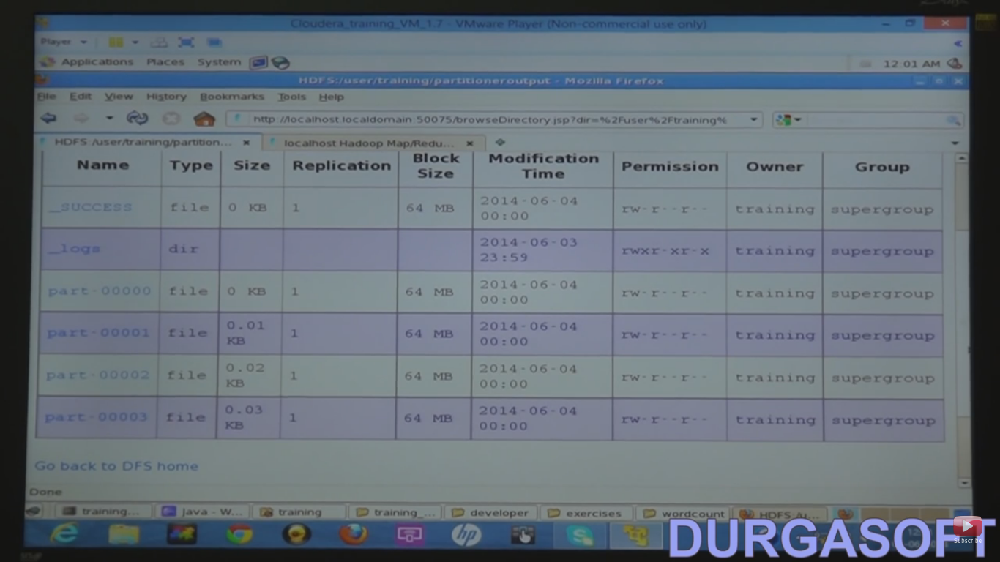 Cloudera_training_VM_1.7 - VMware Player (Non-commercial use only)
Player
Applications Places System 12:01 AM
HDFS:/user/training/partitioneroutput - Mozilla Firefox
File Edit View History Bookmarks Tools Help
http://localhost.localdomain:50075/browseDirectory.jsp?dir=%2Fuser%2Ftraining%
HDFS:/user/training/partition... localhost Hadoop Map/Redu...
Name Type Size Replication Block Size Modification Time Permission Owner Group
_SUCCESS file 0 KB 1 64 MB 2014-06-04 00:00 rw-r--r-- training supergroup
_logs dir 2014-06-03 23:59 rwxr-xr-x training supergroup
part-00000 file 0 KB 1 64 MB 2014-06-04 00:00 rw-r--r-- training supergroup
part-00001 file 0.01 KB 1 64 MB 2014-06-04 00:00 rw-r--r-- training supergroup
part-00002 file 0.02 KB 1 64 MB 2014-06-04 00:00 rw-r--r-- training supergroup
part-00003 file 0.03 KB 1 64 MB 2014-06-04 00:00 rw-r--r-- training supergroup
Go back to DFS home
Done
training... Java - W... training training_... developer exercises wordcount
hp
DURGASOFT
Subscribe